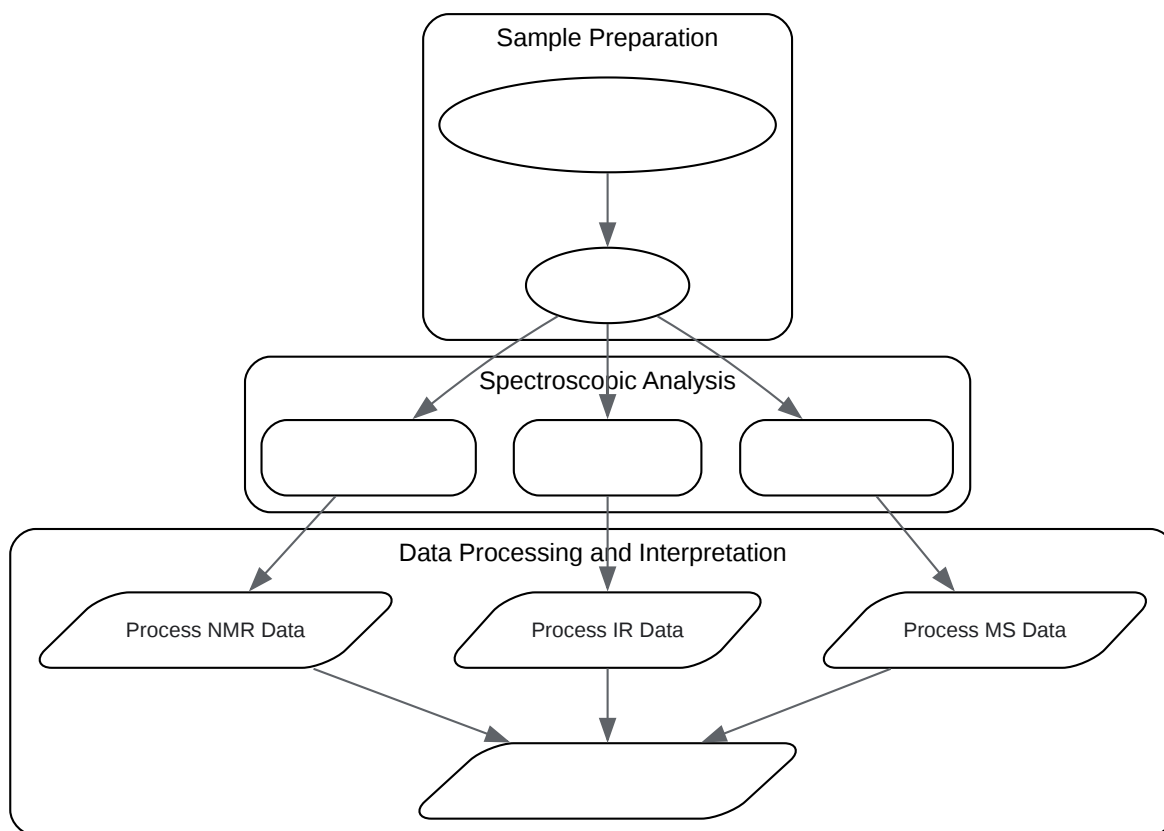 Sample Preparation
Spectroscopic Analysis
Data Processing and Interpretation
Process NMR Data
Process IR Data
Process MS Data